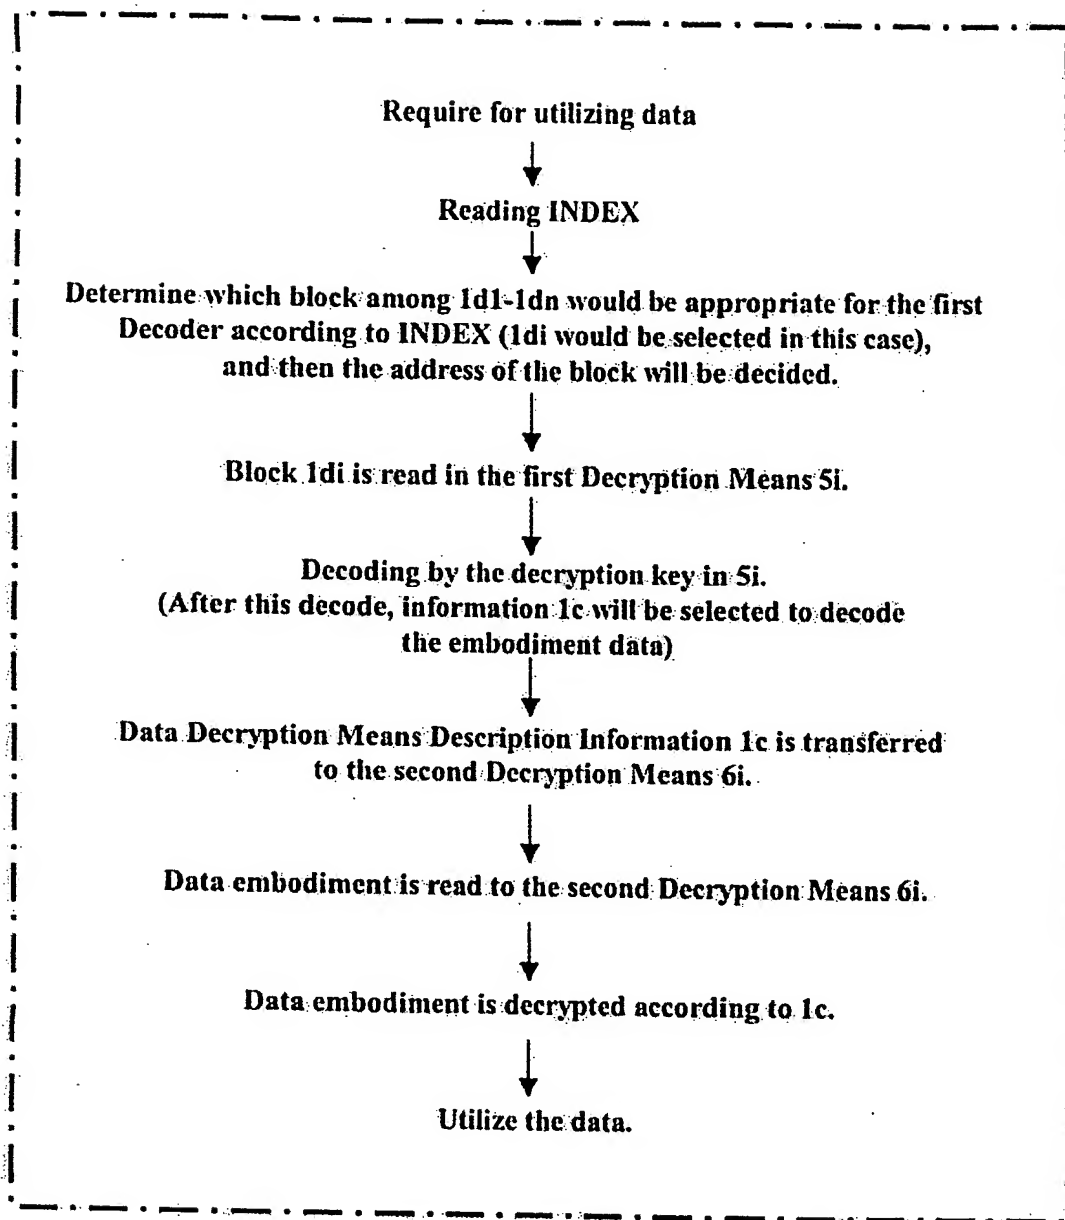 Require for utilizing data
Reading INDEX
Determine which block among 1d1-1dn would be appropriate for the first
Decoder according to INDEX (1di would be selected in this case),
and then the address of the block will be decided.
Block 1di is read in the first Decryption Means 5i.
Decoding by the decryption key in 5i.
(After this decode, information 1c will be selected to decode
the embodiment data)
Data Decryption Means Description Information 1c is transferred
to the second Decryption Means 6i.
Data embodiment is read to the second Decryption Means 6i.
Data embodiment is decrypted according to 1c.
Utilize the data.